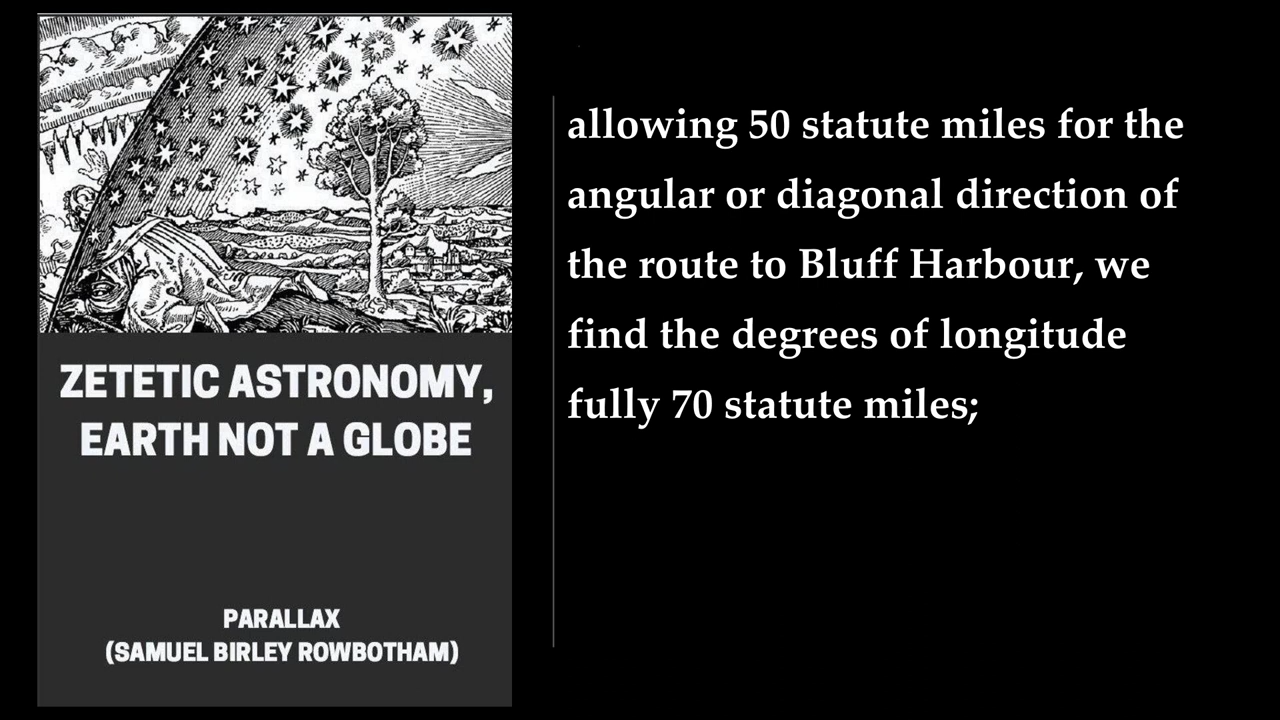 ZETETIC ASTRONOMY,
EARTH NOT A GLOBE
PARALLAX
(SAMUEL BIRLEY ROWBOTHAM)
allowing 50 statute miles for the
angular or diagonal direction of
the route to Bluff Harbour, we
find the degrees of longitude
fully 70 statute miles;